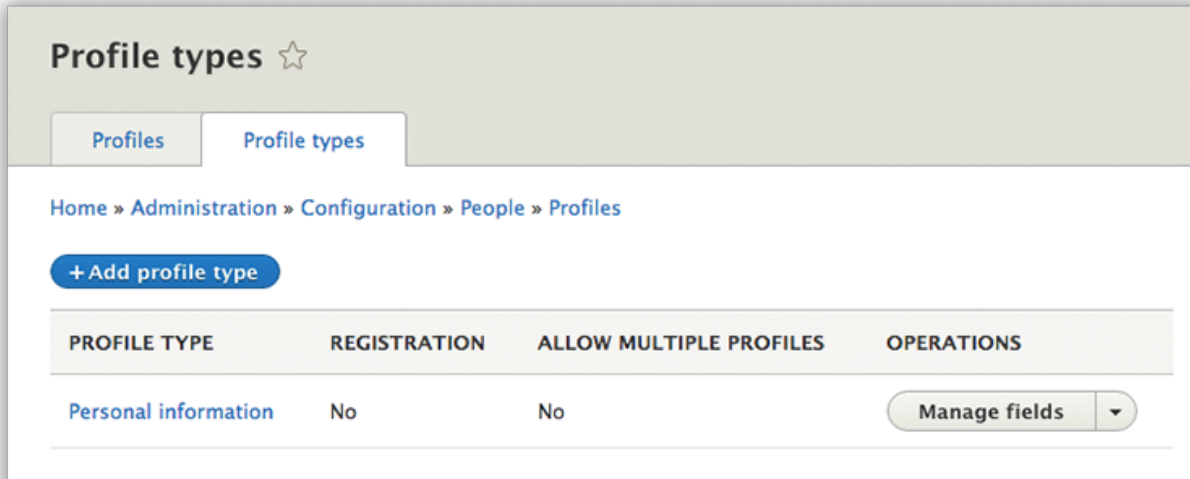 Profile types
Profiles Profile types
Home » Administration » Configuration » People » Profiles
+ Add profile type
PROFILE TYPE REGISTRATION ALLOW MULTIPLE PROFILES OPERATIONS
Personal information No No Manage fields